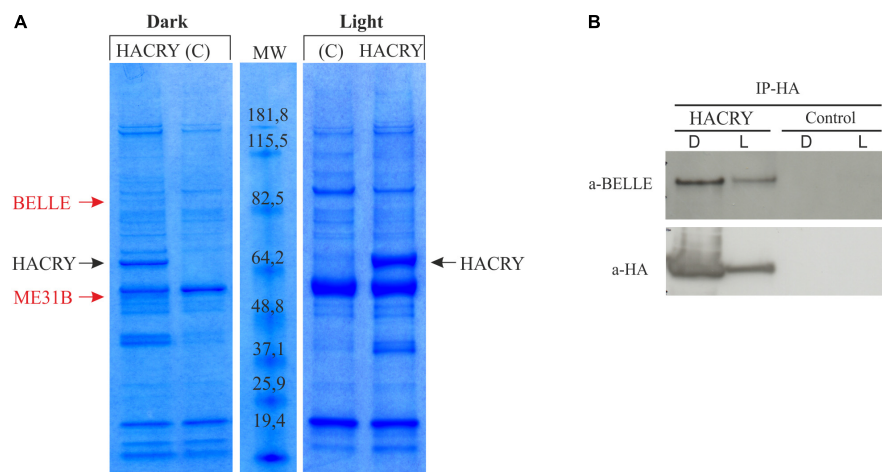 A
Dark
Light
HACRY (C)
MW
(C) HACRY
181,8
115,5
BELLE
82,5
HACRY
64,2
HACRY
ME31B
48,8
37,1
25,9
19,4
B
IP-HA
HACRY
Control
D L D L
a-BELLE
a-HA